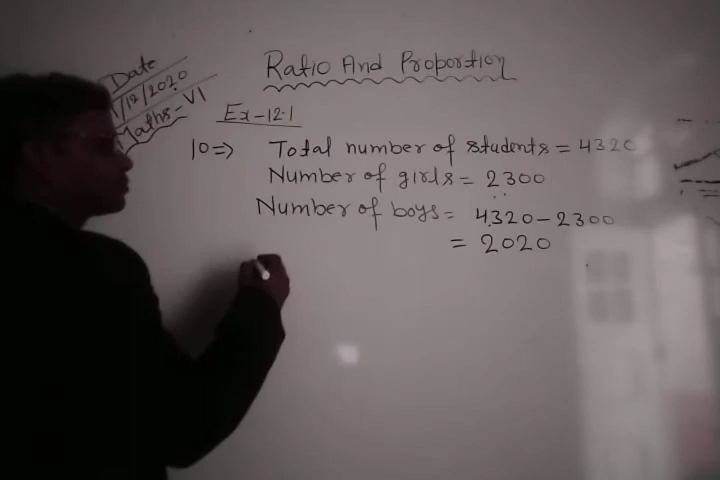 Date
/12/2020
Maths-VI
Ratio And Proportion
Ex-12.1
10=> Total number of students = 4320
Number of girls = 2300
Number of boys = 4320-2300
= 2020